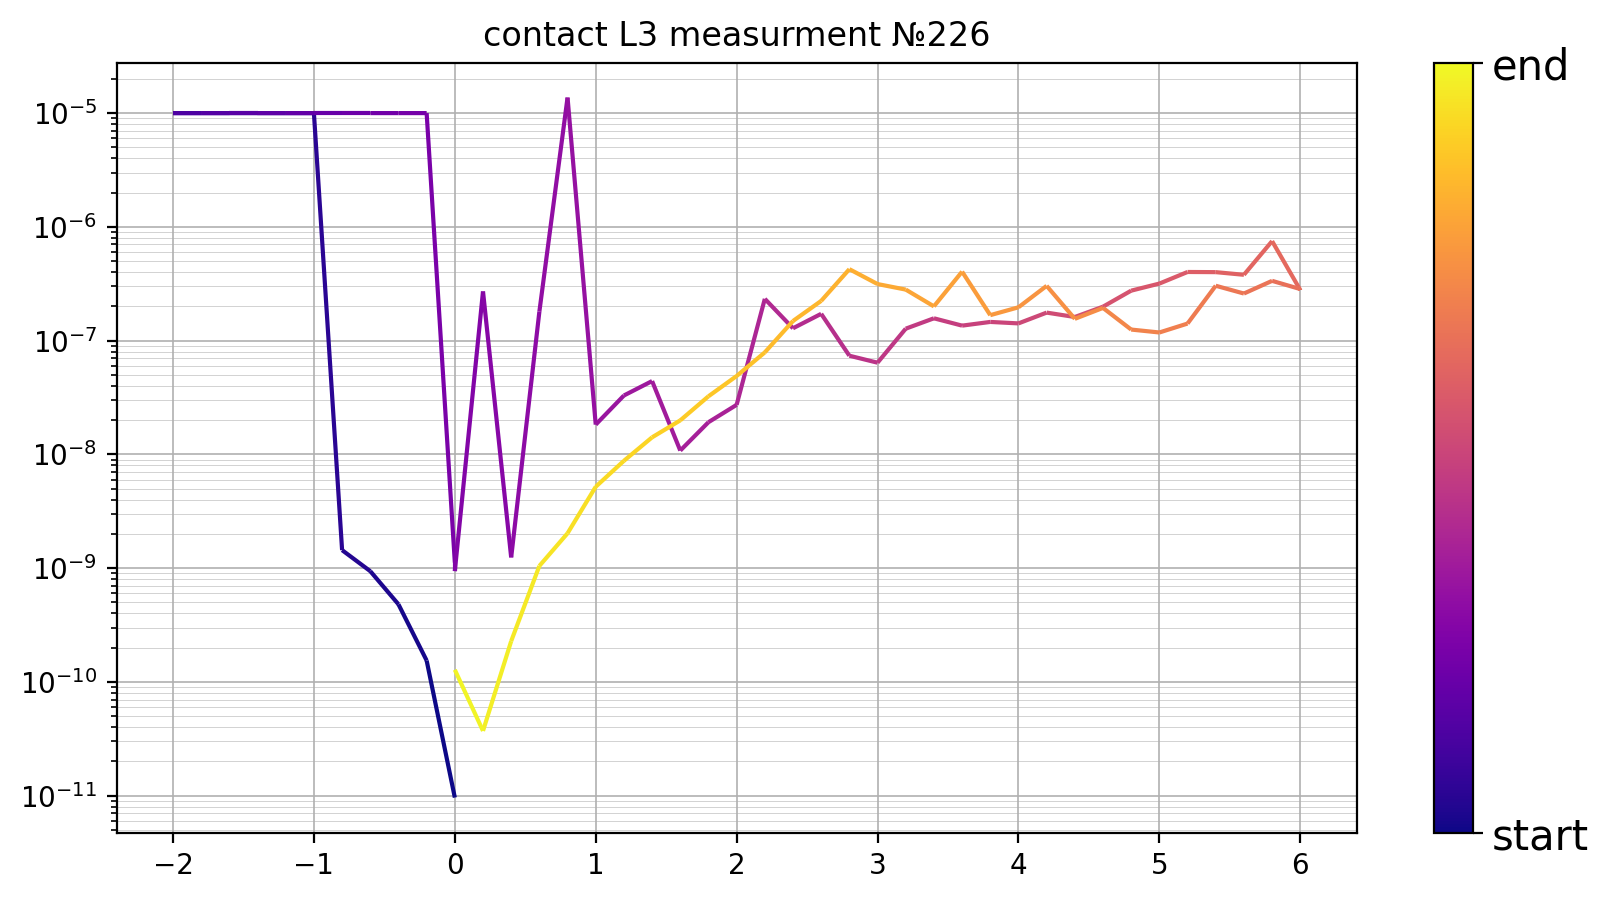 contact L3 measurment №226
10⁻⁵
10⁻⁶
10⁻⁷
10⁻⁸
10⁻⁹
10⁻¹⁰
10⁻¹¹
−2 −1 0 1 2 3 4 5 6
end
start